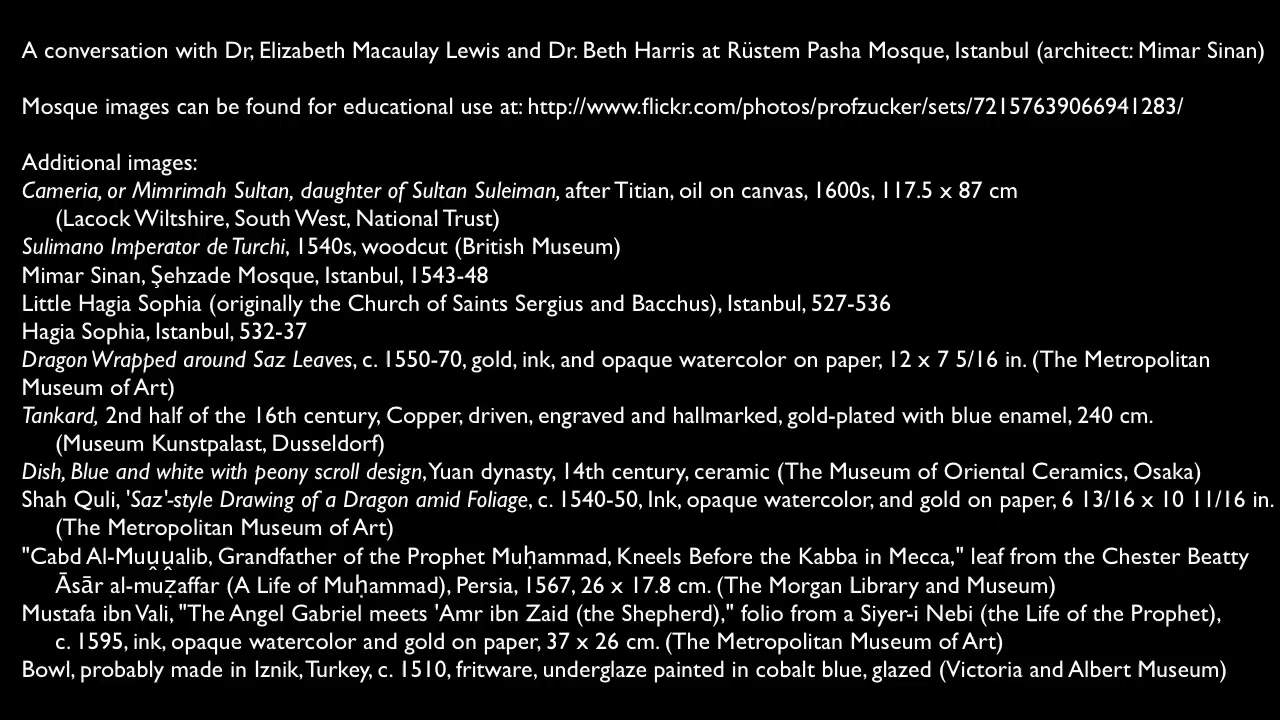 A conversation with Dr, Elizabeth Macaulay Lewis and Dr. Beth Harris at Rüstem Pasha Mosque, Istanbul (architect: Mimar Sinan)
Mosque images can be found for educational use at: http://www.flickr.com/photos/profzucker/sets/72157639066941283/
Additional images:
Cameria, or Mimrimah Sultan, daughter of Sultan Suleiman, after Titian, oil on canvas, 1600s, 117.5 x 87 cm
(Lacock Wiltshire, South West, National Trust)
Sulimano Imperator de Turchi, 1540s, woodcut (British Museum)
Mimar Sinan, Şehzade Mosque, Istanbul, 1543-48
Little Hagia Sophia (originally the Church of Saints Sergius and Bacchus), Istanbul, 527-536
Hagia Sophia, Istanbul, 532-37
Dragon Wrapped around Saz Leaves, c. 1550-70, gold, ink, and opaque watercolor on paper, 12 x 7 5/16 in. (The Metropolitan
Museum of Art)
Tankard, 2nd half of the 16th century, Copper, driven, engraved and hallmarked, gold-plated with blue enamel, 240 cm.
(Museum Kunstpalast, Dusseldorf)
Dish, Blue and white with peony scroll design, Yuan dynasty, 14th century, ceramic (The Museum of Oriental Ceramics, Osaka)
Shah Quli, 'Saz'-style Drawing of a Dragon amid Foliage, c. 1540-50, Ink, opaque watercolor, and gold on paper, 6 13/16 x 10 11/16 in.
(The Metropolitan Museum of Art)
"Cabd Al-Muṷṷalib, Grandfather of the Prophet Muḥammad, Kneels Before the Kabba in Mecca," leaf from the Chester Beatty
Āsār al-muẓaffar (A Life of Muḥammad), Persia, 1567, 26 x 17.8 cm. (The Morgan Library and Museum)
Mustafa ibn Vali, "The Angel Gabriel meets 'Amr ibn Zaid (the Shepherd)," folio from a Siyer-i Nebi (the Life of the Prophet),
c. 1595, ink, opaque watercolor and gold on paper, 37 x 26 cm. (The Metropolitan Museum of Art)
Bowl, probably made in Iznik, Turkey, c. 1510, fritware, underglaze painted in cobalt blue, glazed (Victoria and Albert Museum)